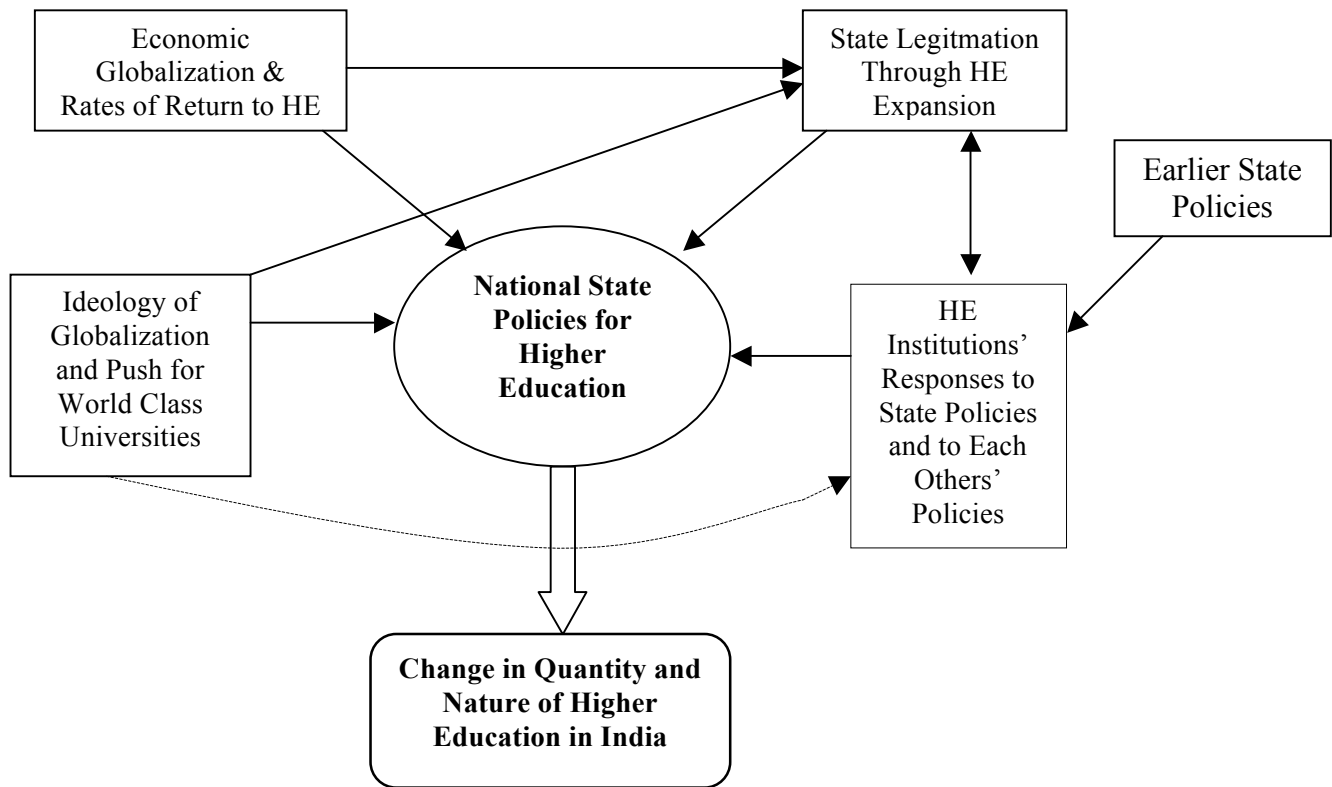 Economic
Globalization &
Rates of Return to HE
State Legitmation
Through HE
Expansion
Earlier State
Policies
Ideology of
Globalization
and Push for
World Class
Universities
National State
Policies for
Higher
Education
HE
Institutions’
Responses to
State Policies
and to Each
Others’
Policies
Change in Quantity and
Nature of Higher
Education in India